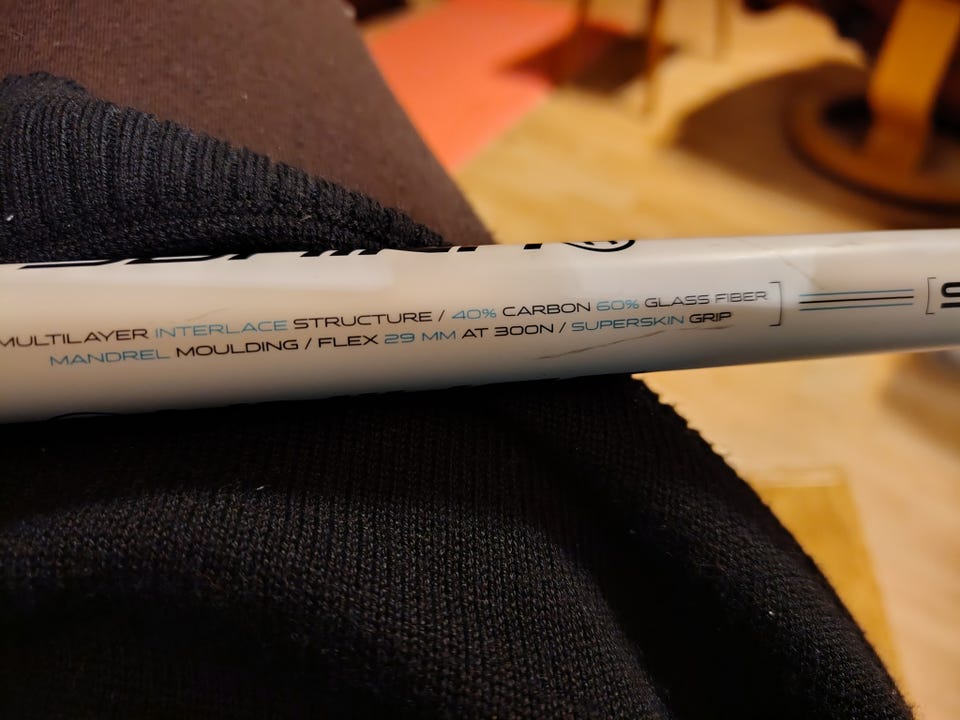 MULTILAYER INTERLACE STRUCTURE / 40% CARBON 60% GLASS FIBER
MANDREL MOULDING / FLEX 29 MM AT 300N / SUPERSKIN GRIP